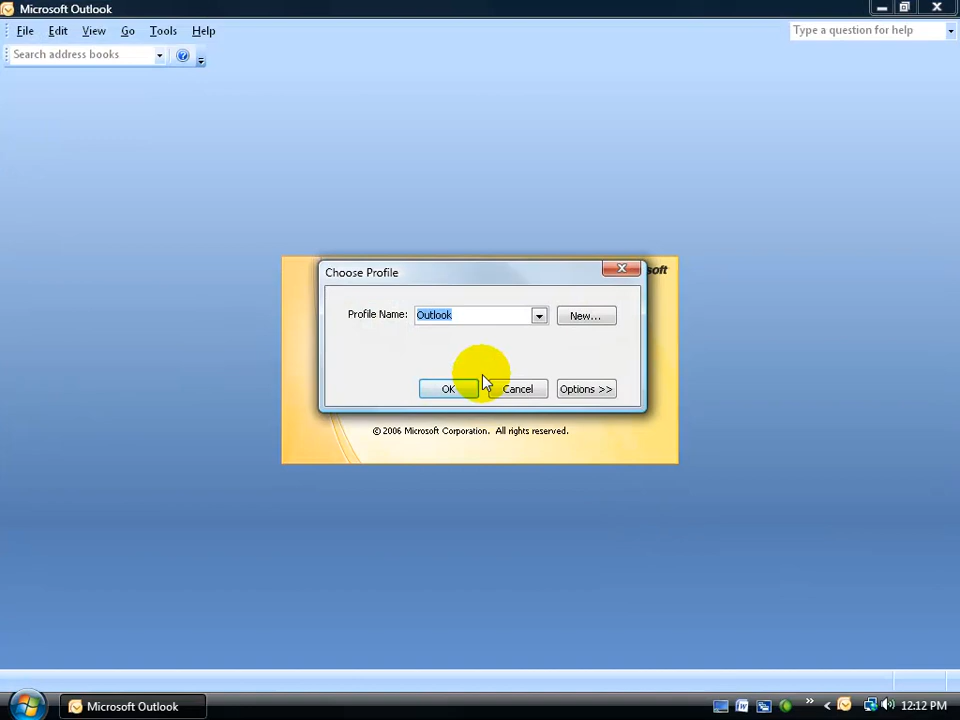 Microsoft Outlook
File Edit View Go Tools Help
Type a question for help
Search address books
soft
Choose Profile
Profile Name: Outlook New...
OK Cancel Options >>
© 2006 Microsoft Corporation. All rights reserved.
Microsoft Outlook
12:12 PM